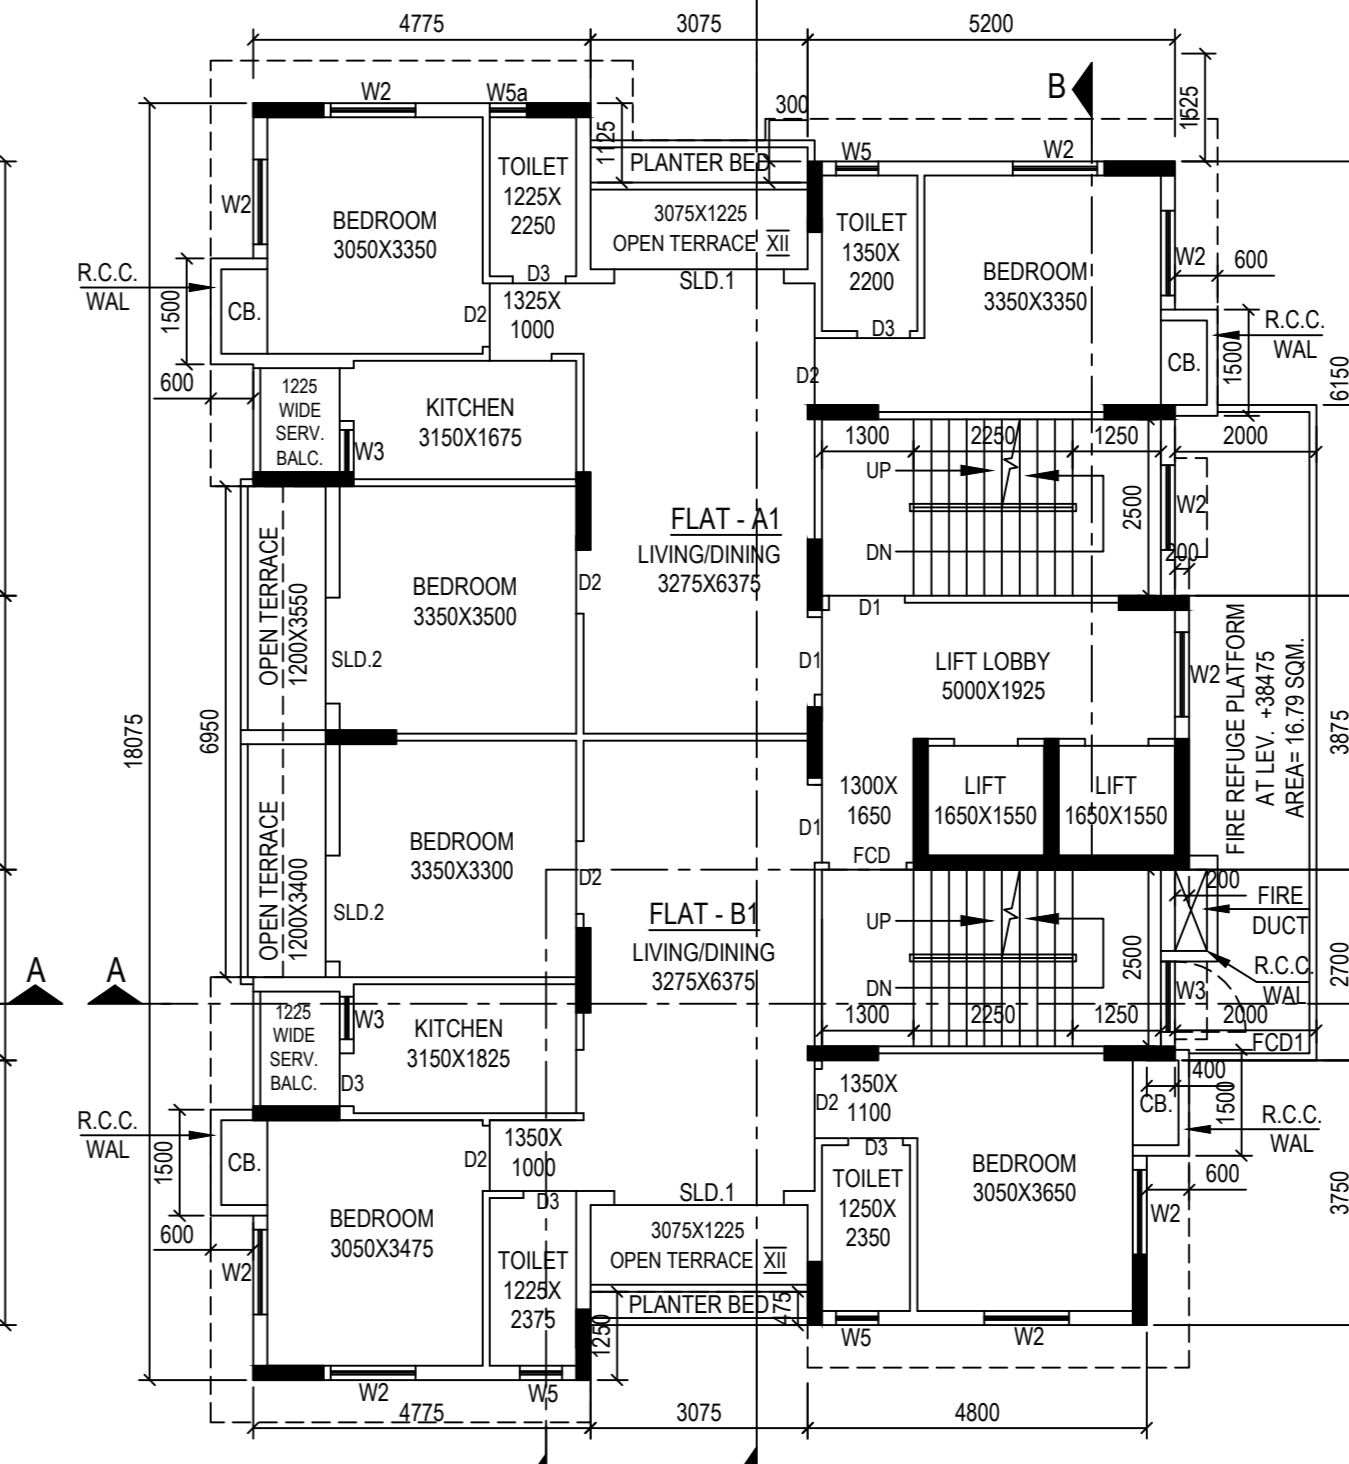 4775
3075
5200
W2
W5a
300
B
1525
1125
PLANTER BED
W5
W2
TOILET
1225X
2250
W2
BEDROOM
3050X3350
3075X1225
OPEN TERRACE XII
TOILET
1350X
2200
BEDROOM
3350X3350
W2
600
R.C.C.
WAL
1500
CB.
D3
D2
1325X
1000
SLD.1
D3
R.C.C.
WAL
CB.
1500
6150
600
1225
WIDE
SERV.
BALC.
W3
KITCHEN
3150X1675
D2
1300
2250
1250
2000
UP
DN
2500
W2
200
FLAT - A1
LIVING/DINING
3275X6375
OPEN TERRACE
1200X3550
BEDROOM
3350X3500
D2
SLD.2
D1
D1
LIFT LOBBY
5000X1925
W2
FIRE REFUGE PLATFORM
AT LEV. +38475
AREA= 16.79 SQM.
3875
18075
6950
1300X
1650
LIFT
1650X1550
LIFT
1650X1550
D1
FCD
OPEN TERRACE
1200X3400
BEDROOM
3350X3300
D2
SLD.2
FLAT - B1
LIVING/DINING
3275X6375
UP
DN
2500
200
FIRE
DUCT
R.C.C.
WAL
2700
A
A
W3
1300
2250
1250
2000
FCD1
1225
WIDE
SERV.
BALC.
W3
D3
KITCHEN
3150X1825
1350X
1100
D2
400
CB.
1500
R.C.C.
WAL
R.C.C.
WAL
1500
CB.
D2
1350X
1000
D3
D3
TOILET
1250X
2350
BEDROOM
3050X3650
600
3750
W2
SLD.1
600
W2
BEDROOM
3050X3475
TOILET
1225X
2375
3075X1225
OPEN TERRACE XII
PLANTER BED
475
1250
W5
W2
W2
W5
4775
3075
4800